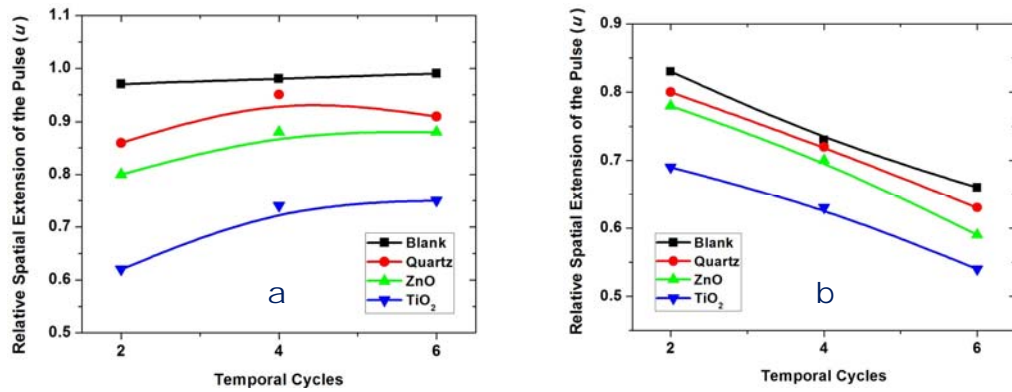 Relative Spatial Extension of the Pulse (u)
1.1
1.0
0.9
0.8
0.7
0.6
0.5
2
4
6
Temporal Cycles
Blank
Quartz
ZnO
TiO₂
a
Relative Spatial Extension of the Pulse (u)
0.9
0.8
0.7
0.6
0.5
2
4
6
Temporal Cycles
Blank
Quartz
ZnO
TiO₂
b